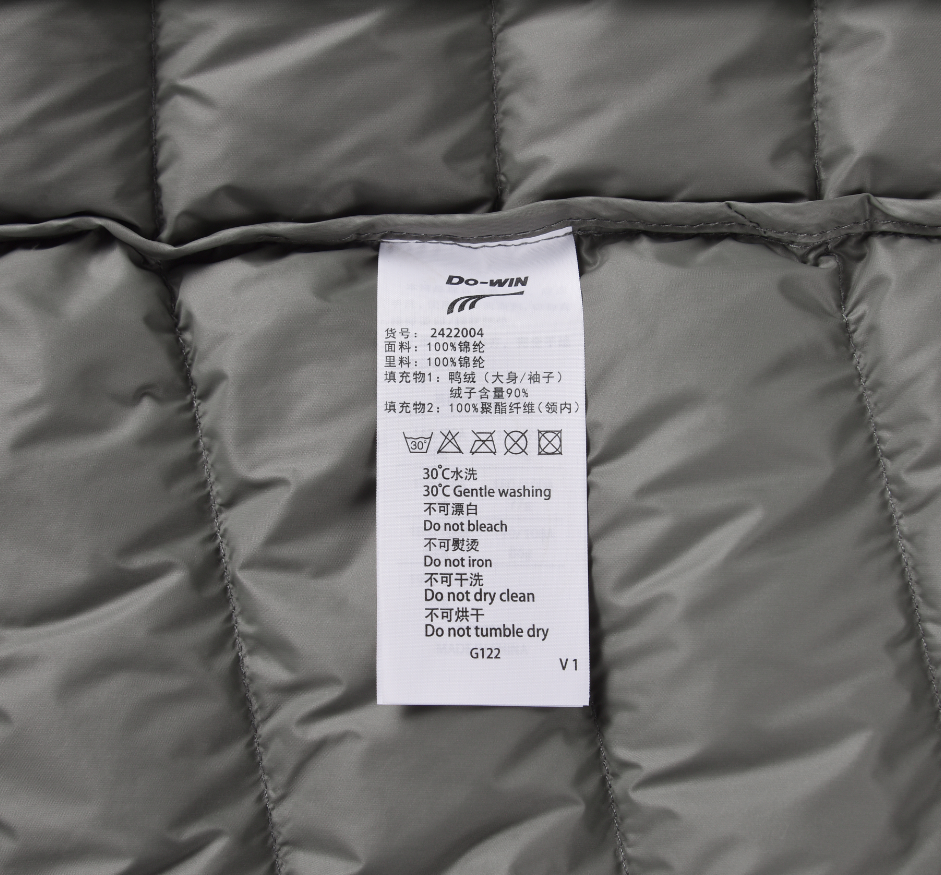 Do-WIN
货号： 2422004
面料：100%锦纶
里料：100%锦纶
填充物1：鸭绒（大身/袖子）
绒子含量90%
填充物2：100%聚酯纤维(领内)
30°C
30°C水洗
30°C Gentle washing
不可漂白
Do not bleach
不可熨烫
Do not iron
不可干洗
Do not dry clean
不可烘干
Do not tumble dry
G122
V 1